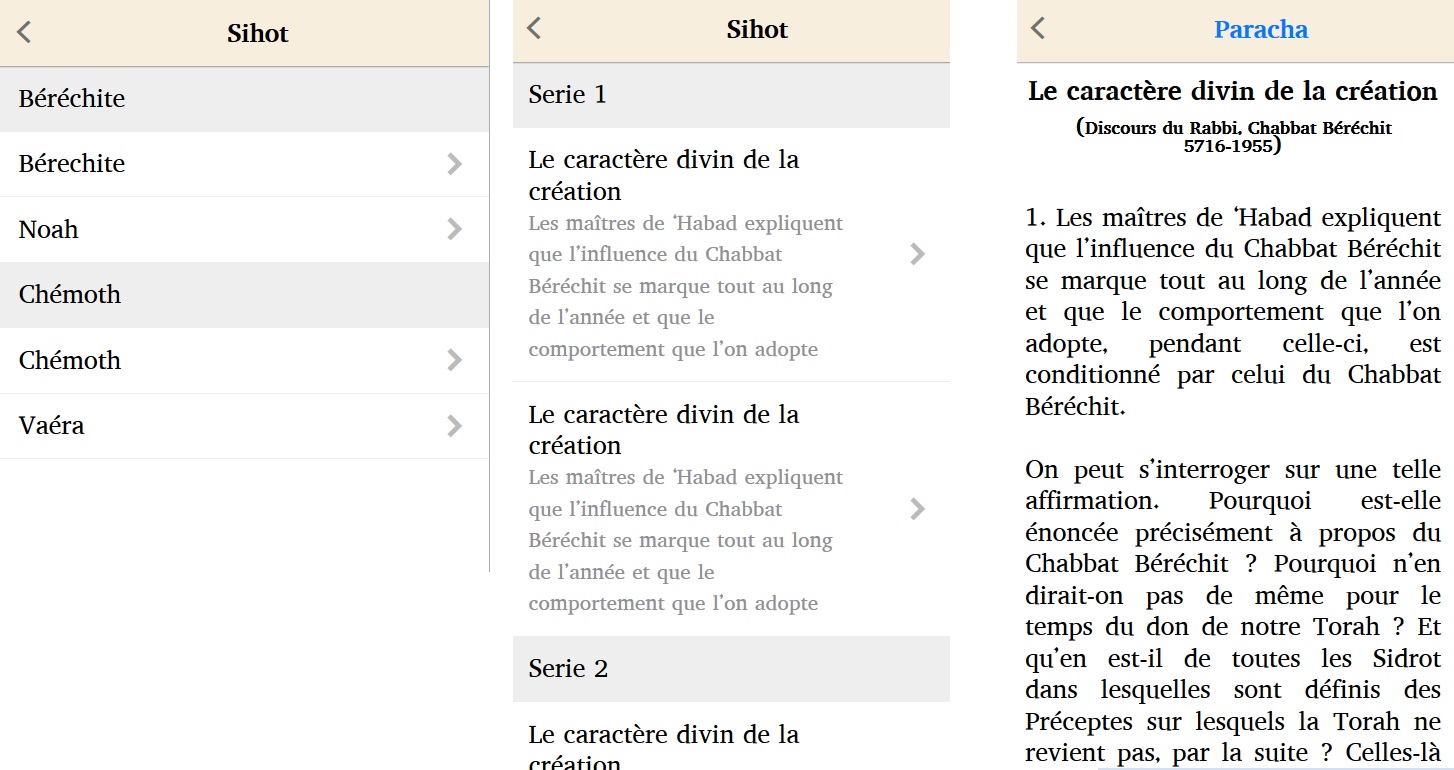 Sihot
Béréchite
Bérechite
Noah
Chémoth
Chémoth
Vaéra
Sihot
Serie 1
Le caractère divin de la
création
Les maîtres de ‘Habad expliquent
que l’influence du Chabbat
Béréchit se marque tout au long
de l’année et que le
comportement que l’on adopte
Le caractère divin de la
création
Les maîtres de ‘Habad expliquent
que l’influence du Chabbat
Béréchit se marque tout au long
de l’année et que le
comportement que l’on adopte
Serie 2
Le caractère divin de la
création
Paracha
Le caractère divin de la création
(Discours du Rabbi, Chabbat Béréchit
5716-1955)
1. Les maîtres de ‘Habad expliquent
que l’influence du Chabbat Béréchit
se marque tout au long de l’année
et que le comportement que l’on
adopte, pendant celle-ci, est
conditionné par celui du Chabbat
Béréchit.
On peut s’interroger sur une telle
affirmation. Pourquoi est-elle
énoncée précisément à propos du
Chabbat Béréchit ? Pourquoi n’en
dirait-on pas de même pour le
temps du don de notre Torah ? Et
qu’en est-il de toutes les Sidrot
dans lesquelles sont définis des
Préceptes sur lesquels la Torah ne
revient pas, par la suite ? Celles-là